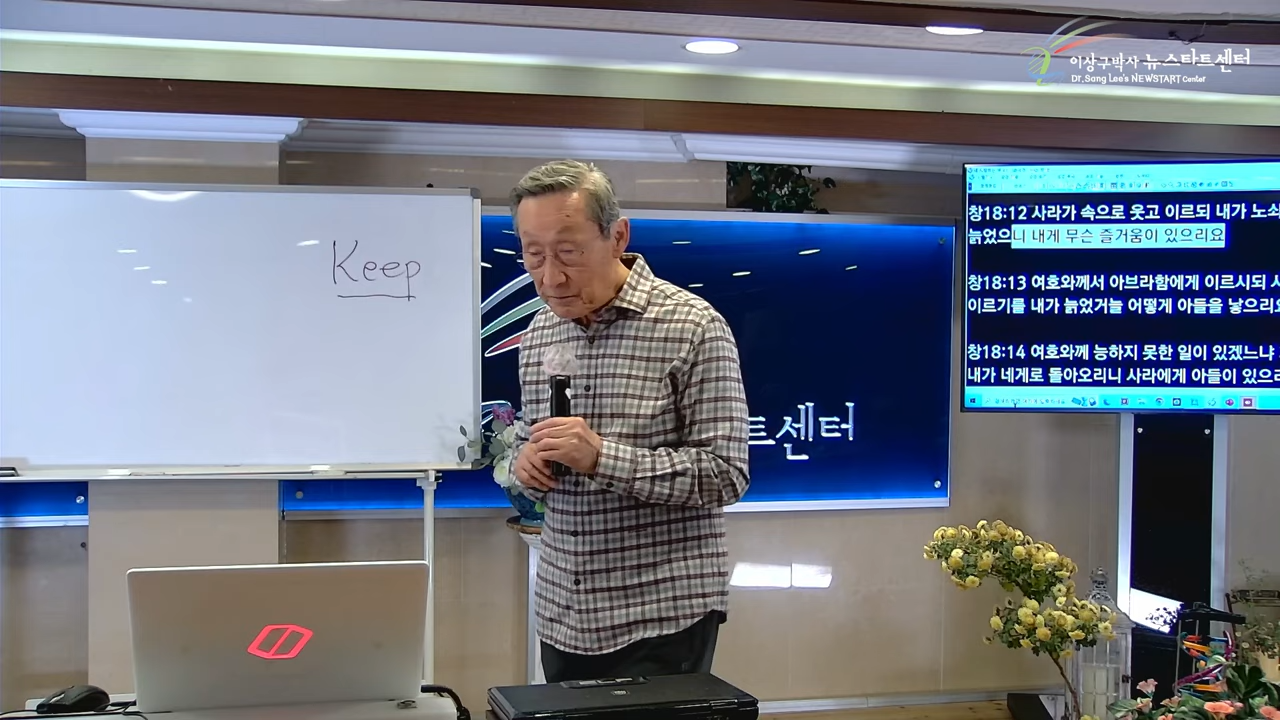 이상구박사 뉴스타트센터
Dr. Sang Lee's NEWSTART Center
Keep
트센터
창18:12 사라가 속으로 웃고 이르되 내가 노쇠
늙었으니 내게 무슨 즐거움이 있으리요
창18:13 여호와께서 아브라함에게 이르시되 사
이르기를 내가 늙었거늘 어떻게 아들을 낳으리요
창18:14 여호와께 능하지 못한 일이 있겠느냐
내가 네게로 돌아오리니 사라에게 아들이 있으리